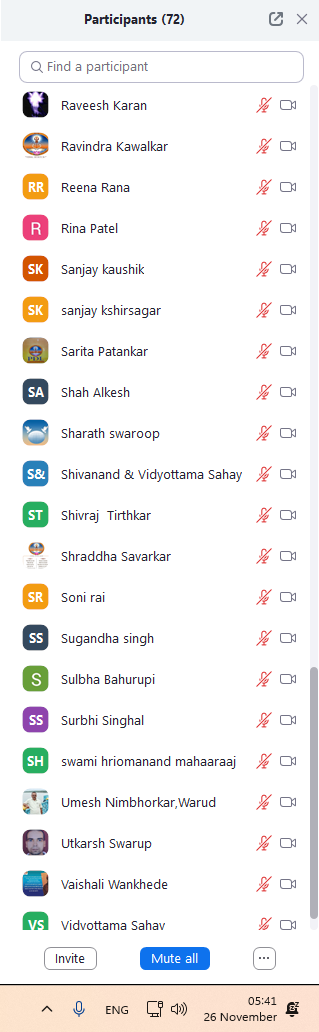 Participants (72)
Find a participant
Raveesh Karan
Ravindra Kawalkar
RR Reena Rana
R Rina Patel
SK Sanjay kaushik
SK sanjay kshirsagar
Sarita Patankar
SA Shah Alkesh
Sharath swaroop
S& Shivanand & Vidyottama Sahay
ST Shivraj Tirthkar
Shraddha Savarkar
SR Soni rai
SS Sugandha singh
S Sulbha Bahurupi
SS Surbhi Singhal
SH swami hriomanand mahaaraaj
Umesh Nimbhorkar,Warud
Utkarsh Swarup
Vaishali Wankhede
VS Vidyottama Sahay
Invite Mute all ...
ENG 05:41
26 November